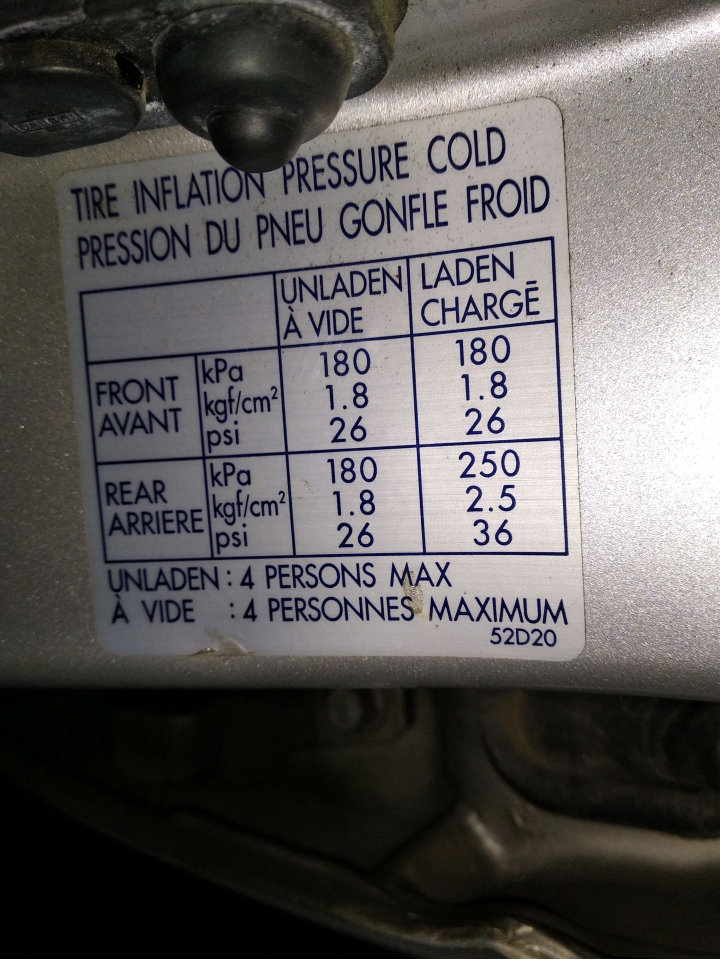 TIRE INFLATION PRESSURE COLD
PRESSION DU PNEU GONFLE FROID
UNLADEN LADEN
À VIDE CHARGĒ
FRONT AVANT kPa 180 180
kgf/cm² 1.8 1.8
psi 26 26
REAR ARRIERE kPa 180 250
kgf/cm² 1.8 2.5
psi 26 36
UNLADEN : 4 PERSONS MAX
À VIDE : 4 PERSONNES MAXIMUM
52D20